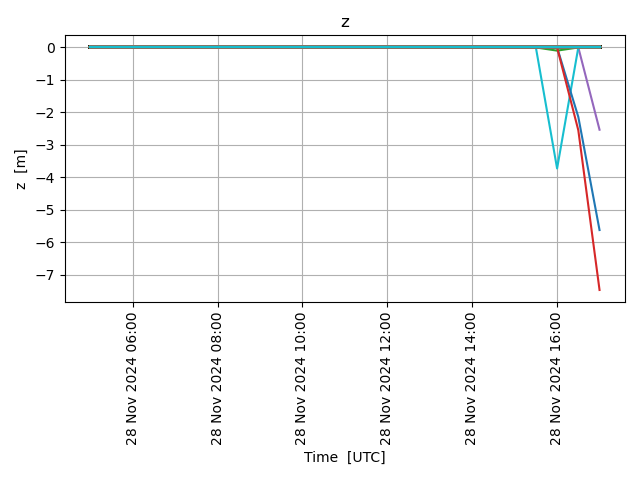 z
z [m]
0
−1
−2
−3
−4
−5
−6
−7
28 Nov 2024 06:00
28 Nov 2024 08:00
28 Nov 2024 10:00
28 Nov 2024 12:00
28 Nov 2024 14:00
28 Nov 2024 16:00
Time [UTC]